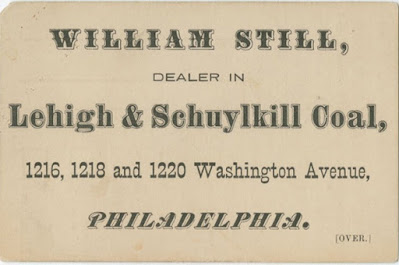 WILLIAM STILL,
DEALER IN
Lehigh & Schuylkill Coal,
1216, 1218 and 1220 Washington Avenue,
PHILADELPHIA.
[OVER.]